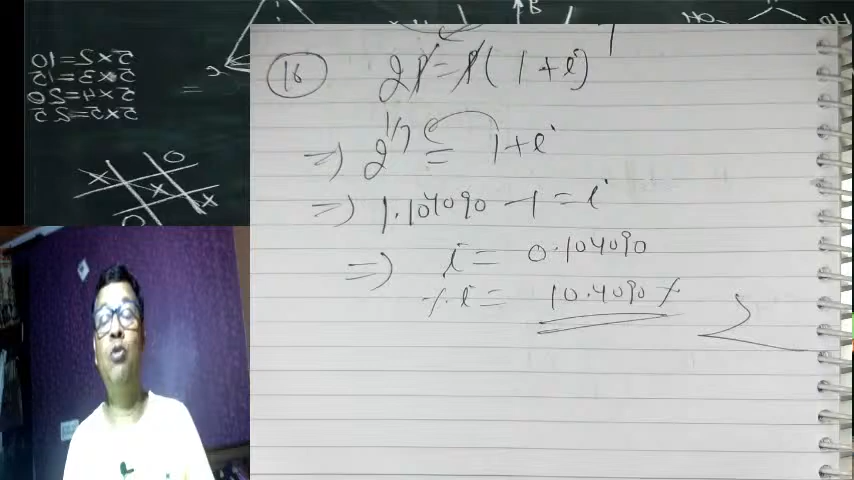 5×2=10
5×3=15
5×4=20
5×5=25
=
X
O
X
X
B
HO
16 2P = P(1+i)^7
⇒) 2^1/7 = 1+i
⇒) 1.104090 -1 = i
⇒) i = 0.104090
% i = 10.4090%